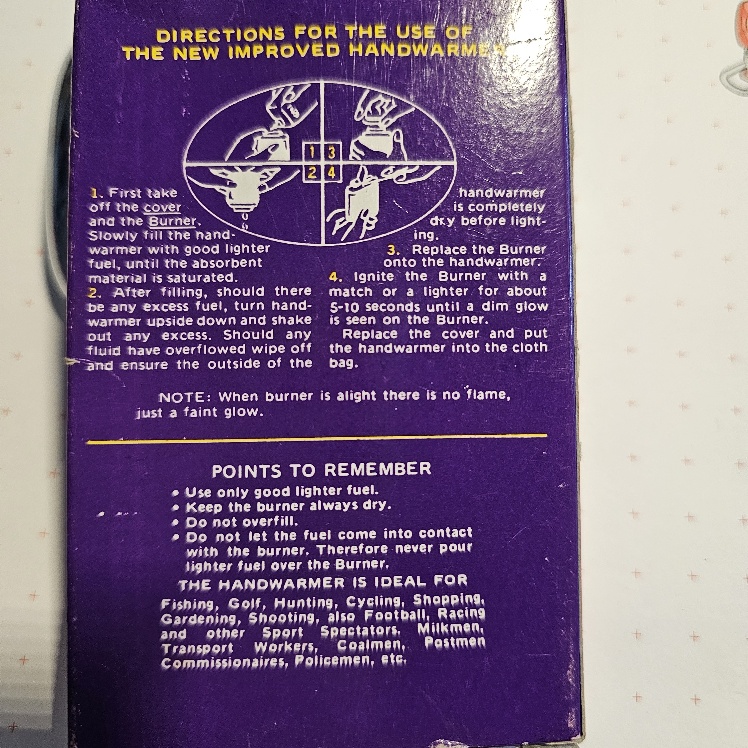 DIRECTIONS FOR THE USE OF
THE NEW IMPROVED HANDWARMER
1 3
2 4
1. First take
off the cover
and the Burner.
Slowly fill the hand-
warmer with good lighter
fuel, until the absorbent
material is saturated.
2. After filling, should there
be any excess fuel, turn hand-
warmer upside down and shake
out any excess. Should any
fluid have overflowed wipe off
and ensure the outside of the
handwarmer
is completely
dry before light-
ing.
3. Replace the Burner
onto the handwarmer.
4. Ignite the Burner with a
match or a lighter for about
5-10 seconds until a dim glow
is seen on the Burner.
Replace the cover and put
the handwarmer into the cloth
bag.
NOTE: When burner is alight there is no flame,
just a faint glow.
POINTS TO REMEMBER
• Use only good lighter fuel.
• Keep the burner always dry.
• Do not overfill.
• Do not let the fuel come into contact
with the burner. Therefore never pour
lighter fuel over the Burner.
THE HANDWARMER IS IDEAL FOR
Fishing, Golf, Hunting, Cycling, Shopping,
Gardening, Shooting, also Football, Racing
and other Sport Spectators, Milkmen,
Transport Workers, Coalmen, Postmen
Commissionaires, Policemen, etc.